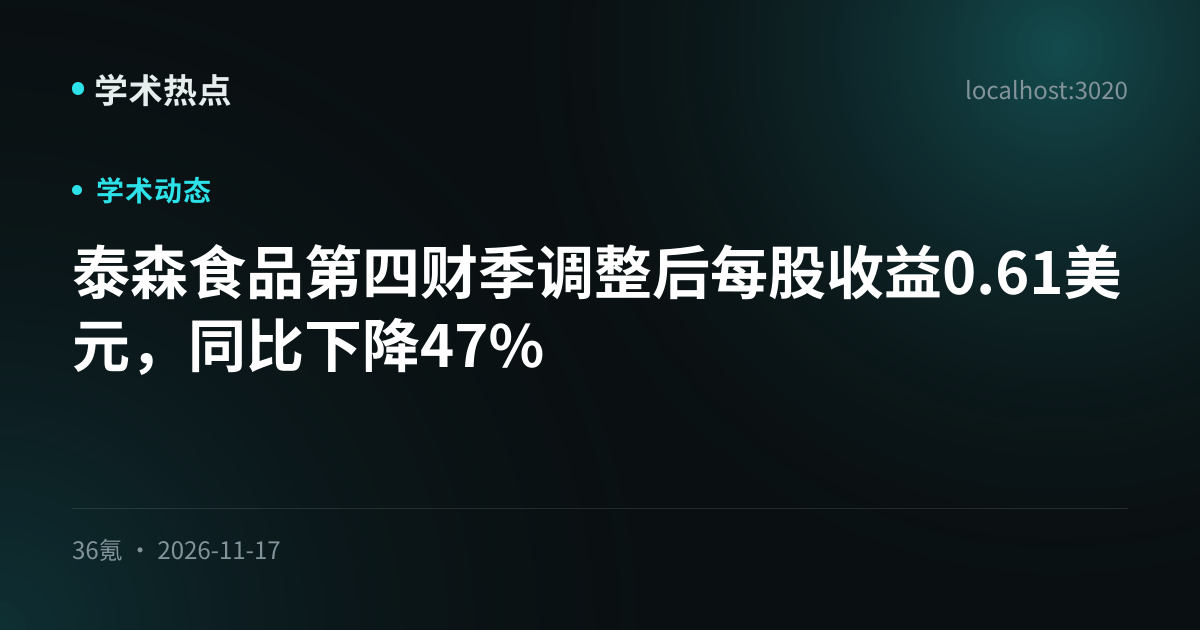 学术热点
localhost:3020
学术动态
泰森食品第四财季调整后每股收益0.61美
元，同比下降47%
36氪 · 2026-11-17